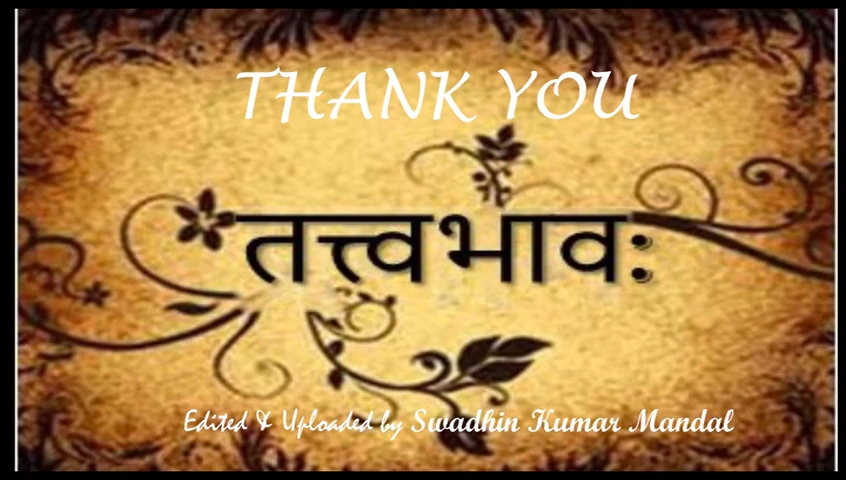 THANK YOU
तत्त्वभावः
Edited & Uploaded by Swadhin Kumar Mandal